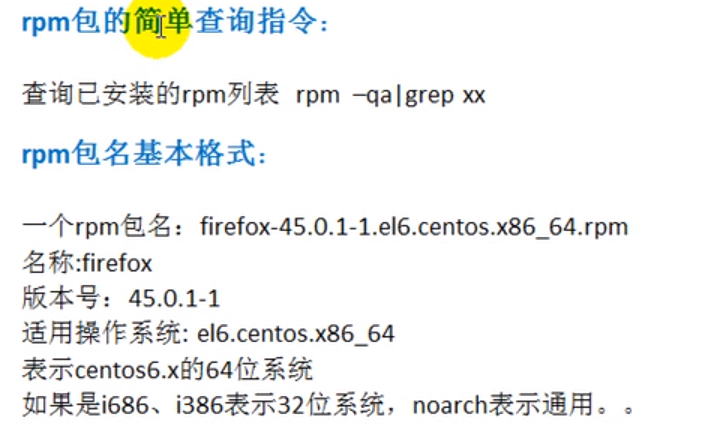 rpm包的简单查询指令：
查询已安装的rpm列表 rpm –qa|grep xx
rpm包名基本格式：
一个rpm包名：firefox-45.0.1-1.el6.centos.x86_64.rpm
名称:firefox
版本号：45.0.1-1
适用操作系统: el6.centos.x86_64
表示centos6.x的64位系统
如果是i686、i386表示32位系统，noarch表示通用。。